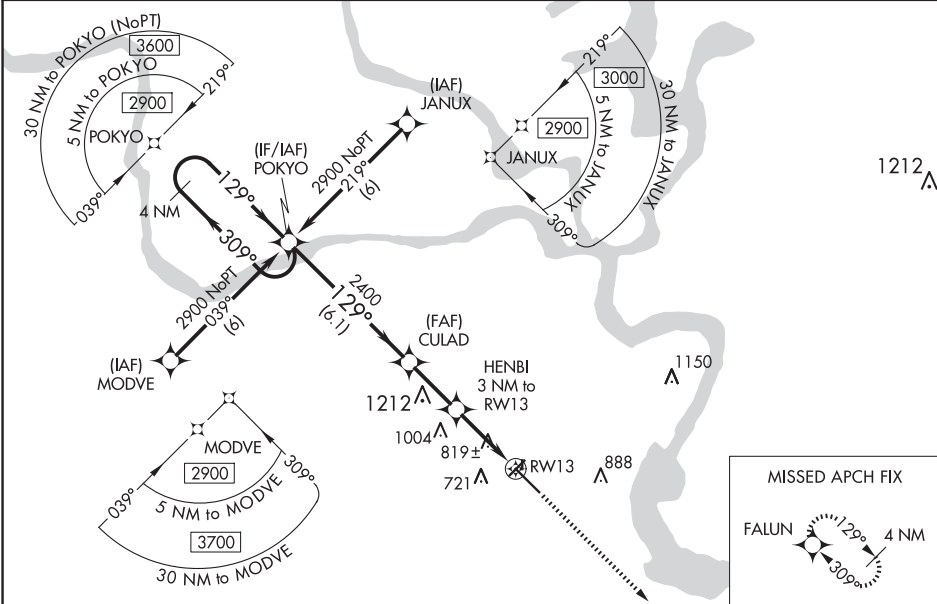 30 NM to POKYO (NoPT)
3600
5 NM to POKYO
2900
219°
POKYO
039°
(IAF)
JANUX
219°
3000
30 NM to JANUX
5 NM to JANUX
2900
JANUX
309°
1212
(IF/IAF)
POKYO
2900 NoPT
219°
(6)
129°
4 NM
309°
2900 NoPT
039°
(6)
2400
129°
(6.1)
(IAF)
MODVE
(FAF)
CULAD
HENBI
3 NM to
RW13
1212
1004
819±
721
RW13
888
1150
MODVE
039°
2900
309°
5 NM to MODVE
3700
30 NM to MODVE
MISSED APCH FIX
FALUN
129°
4 NM
309°